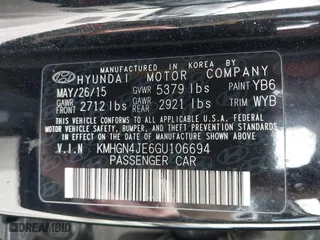 MANUFACTURED IN KOREA BY
HYUNDAI MOTOR COMPANY
MAY/26/15 GVWR 5379 lbs PAINT YB6
GAWR FRONT 2712 lbs GAWR REAR 2921 lbs TRIM WYB
THIS VEHICLE CONFORMS TO ALL APPLICABLE
U.S. FEDERAL MOTOR VEHICLE SAFETY, BUMPER, AND
THEFT PREVENTION STANDARDS IN EFFECT ON THE
DATE OF MANUFACTURE SHOWN ABOVE.
V.I.N KMHGN4JE6GU106694
PASSENGER CAR
DREAMBID